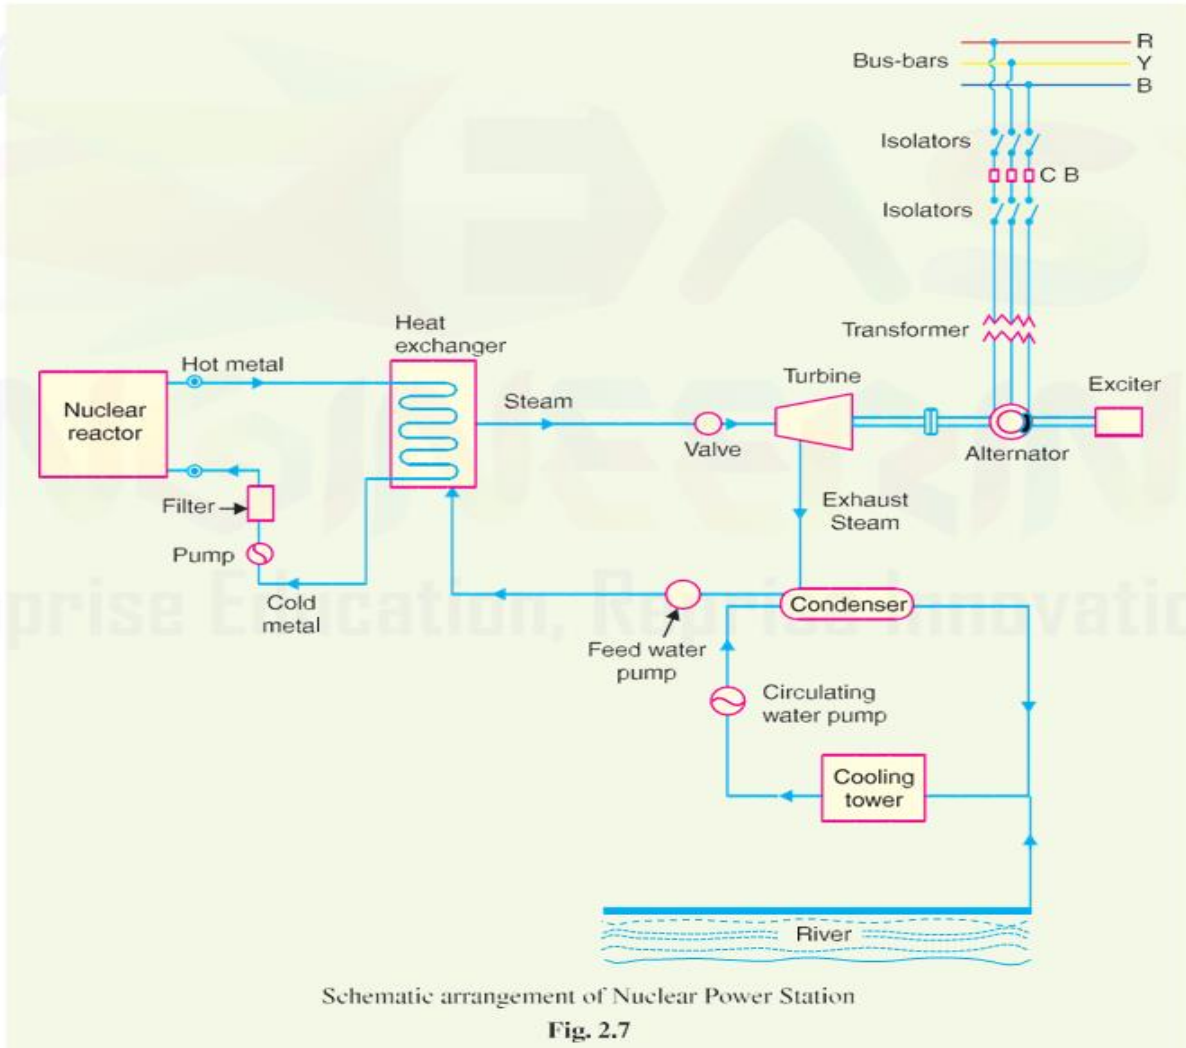 R
Bus-bars
Y
B
Isolators
C B
Isolators
Transformer
Heat
exchanger
Hot metal
Nuclear
reactor
Steam
Valve
Turbine
Exciter
Alternator
Filter
Pump
Cold
metal
Exhaust
Steam
Condenser
Feed water
pump
Circulating
water pump
Cooling
tower
River
Schematic arrangement of Nuclear Power Station
Fig. 2.7